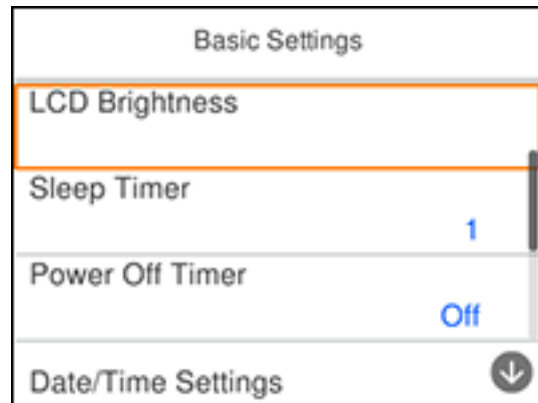 Basic Settings
LCD Brightness
Sleep Timer
1
Power Off Timer
Off
Date/Time Settings